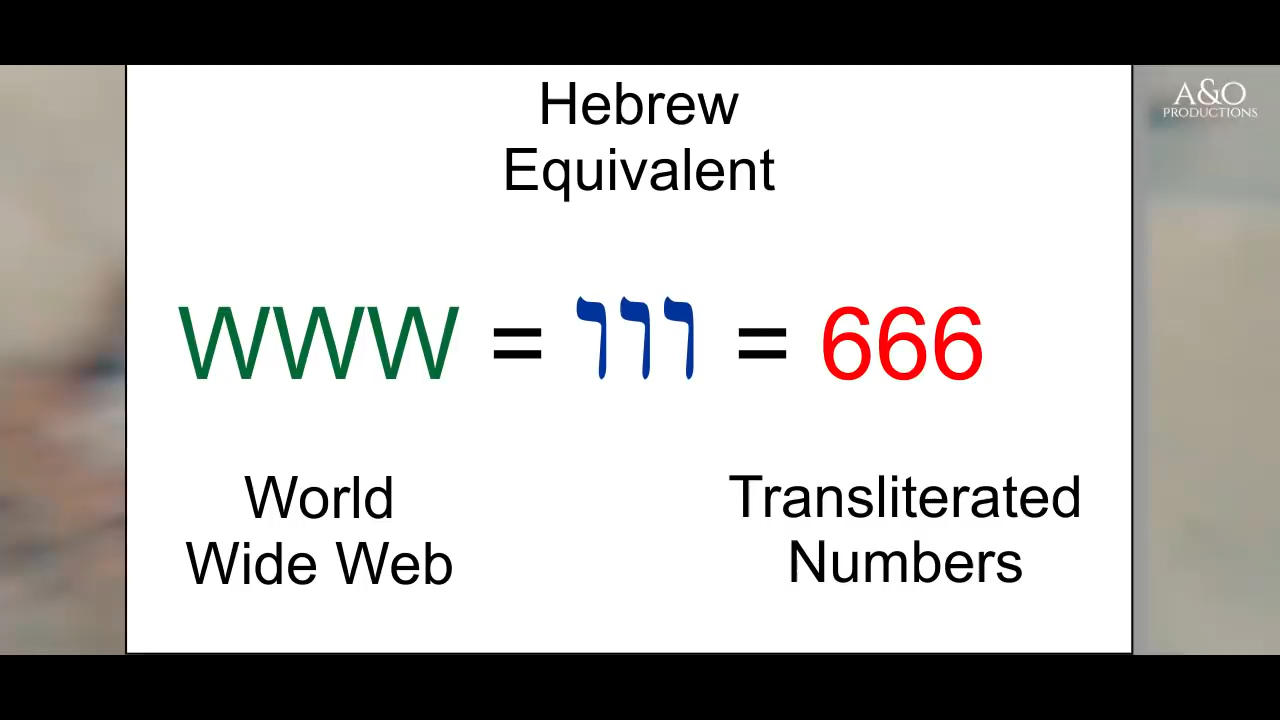 A&O
PRODUCTIONS
Hebrew
Equivalent
WWW = ווו = 666
World
Wide Web
Transliterated
Numbers